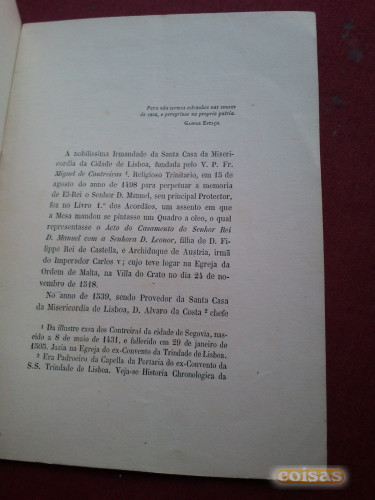 Para não sermos estranhos nas cousas
de casa, e peregrinos na propria patria.
Gaspar Estaço.
A nobilissima Irmandade da Santa Casa da Miseri-
cordia da Cidade de Lisboa, fundada pelo V. P. Fr.
Miguel de Contreiras ¹, Religioso Trinitario, em 15 de
agosto do anno de 1498 para perpetuar a memoria
de El-Rei o Senhor D. Manuel, seu principal Protector,
fez no Livro 1.º dos Acordãos, um assento em que
a Mesa mandou se pintasse um Quadro a oleo, o qual
representasse o Acto do Casamento do Senhor Rei
D. Manuel com a Senhora D. Leonor, filha de D. Fi-
lippe Rei de Castella, e Archiduque de Austria, irmã
do Imperador Carlos v; cujo teve logar na Egreja da
Ordem de Malta, na Villa do Crato no dia 24 de no-
vembro de 1518.
No anno de 1539, sendo Provedor da Santa Casa
da Misericordia de Lisboa, D. Alvaro da Costa ² chefe
¹ Da illustre casa dos Contreiras da cidade de Segovia, nas-
cido a 8 de maio de 1431, e fallecido em 29 de janeiro de
1505. Jazia na Egreja do ex-Convento da Trindade de Lisboa.
² Era Padroeiro da Capella da Portaria do ex-Convento da
S.S. Trindade de Lisboa. Veja-se Historia Chronologica da
coisas